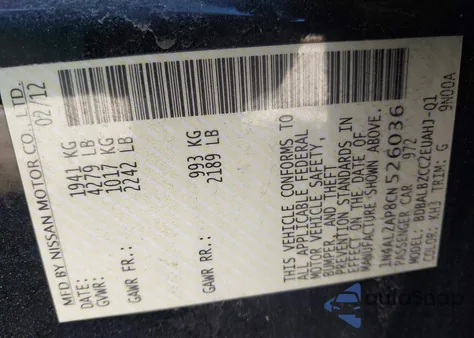 MFD BY NISSAN MOTOR CO., LTD.
DATE: 02/12
GVWR: 1941 KG
4279 LB
GAWR FR.: 1017 KG
2242 LB
GAWR RR.: 993 KG
2189 LB
THIS VEHICLE CONFORMS TO
ALL APPLICABLE FEDERAL
MOTOR VEHICLE SAFETY,
BUMPER, AND THEFT
PREVENTION STANDARDS IN
EFFECT ON THE DATE OF
MANUFACTURE SHOWN ABOVE.
1N4AL2AP8CN526036
PASSENGER CAR 972
MODEL: BDBALBZCC2EUAHJ-Q1
COLOR: KH3 TRIM: G 9N00A
autoSnap